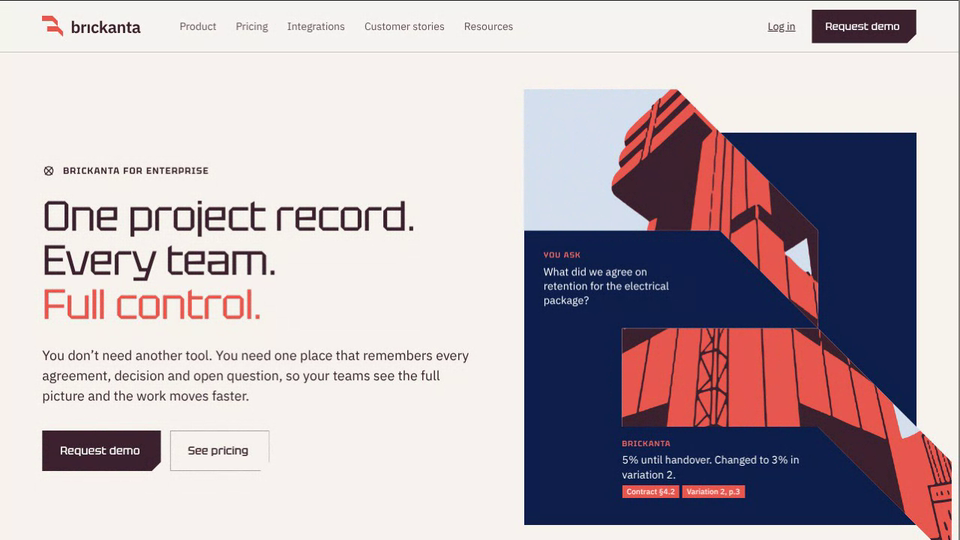 brıckanta
Product Pricing Integrations Customer stories Resources
Log in
Request demo
BRICKANTA FOR ENTERPRISE
One project record.
Every team.
Full control.
You don’t need another tool. You need one place that remembers every
agreement, decision and open question, so your teams see the full
picture and the work moves faster.
Request demo
See pricing
YOU ASK
What did we agree on
retention for the electrical
package?
BRICKANTA
5% until handover. Changed to 3% in
variation 2.
Contract §4.2 Variation 2, p.3